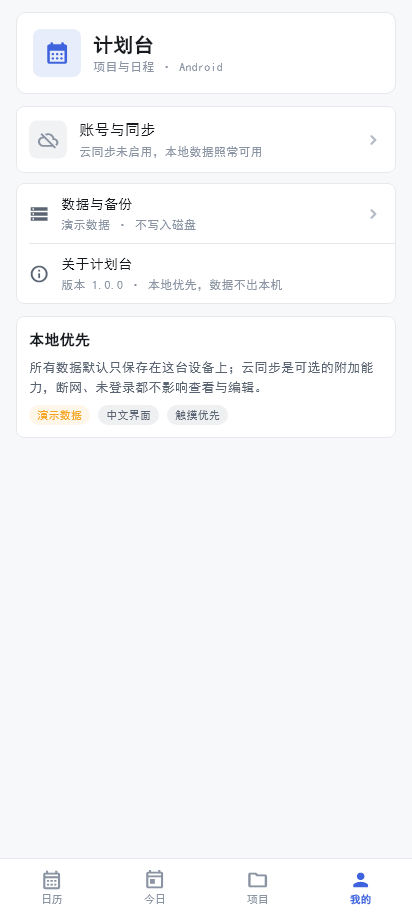 计划台
项目与日程 · Android
账号与同步
云同步未启用，本地数据照常可用
数据与备份
演示数据 · 不写入磁盘
关于计划台
版本 1.0.0 · 本地优先，数据不出本机
本地优先
所有数据默认只保存在这台设备上；云同步是可选的附加能
力，断网、未登录都不影响查看与编辑。
演示数据 中文界面 触摸优先
日历 今日 项目 我的